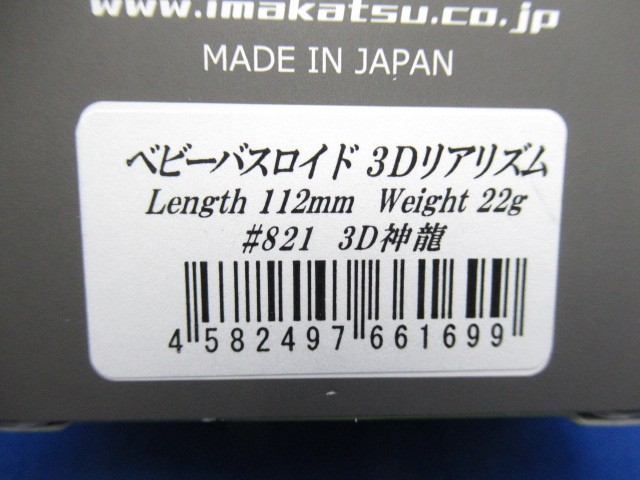 www.imakatsu.co.jp
MADE IN JAPAN
ベビーバスロイド 3Dリアリズム
Length 112mm Weight 22g
#821 3D神龍
4 582497 661699